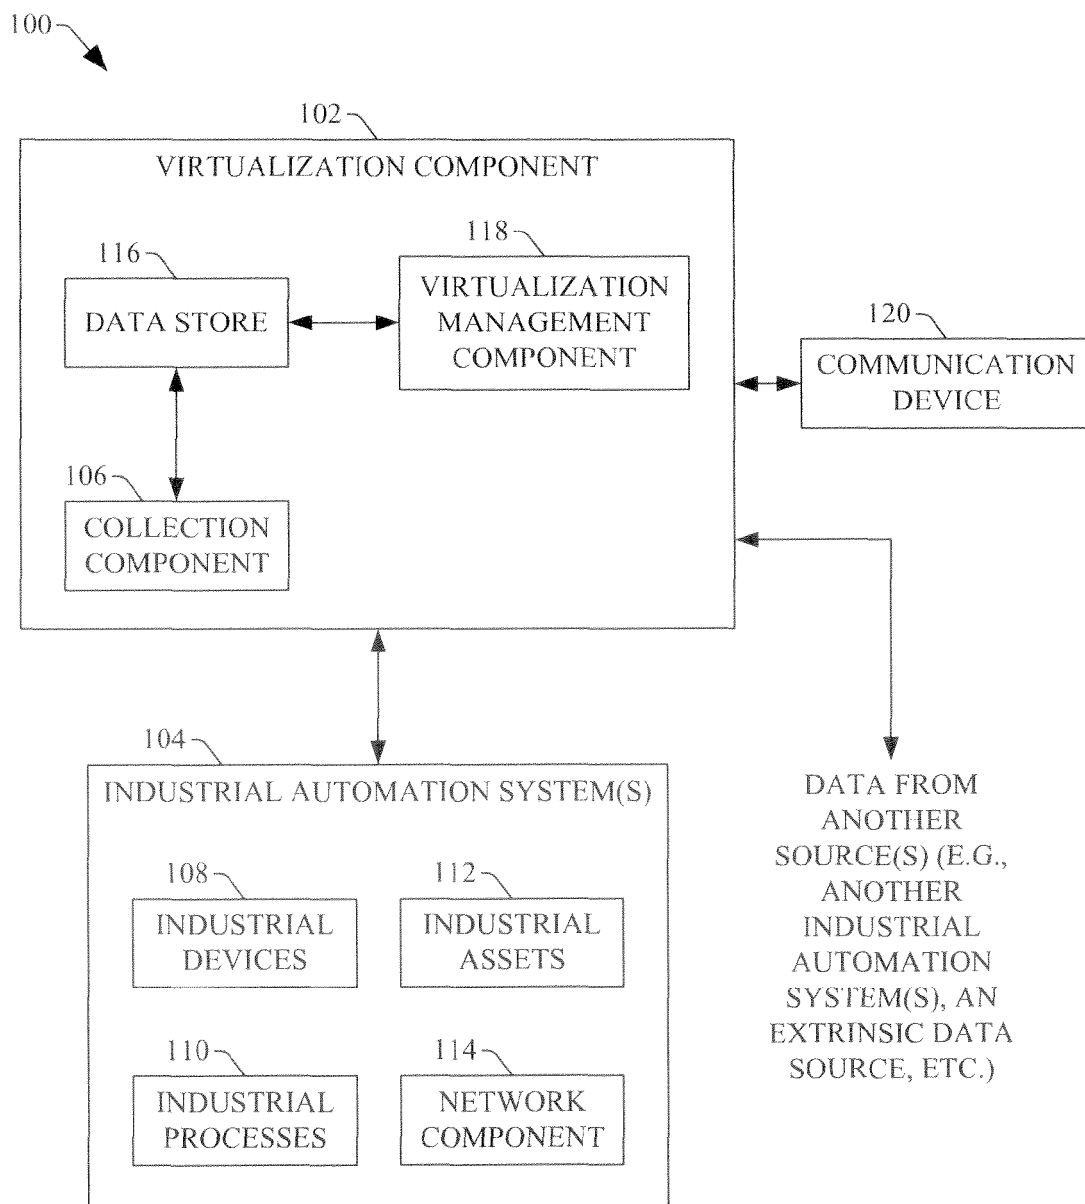 100
102
VIRTUALIZATION COMPONENT
116
DATA STORE
118
VIRTUALIZATION
MANAGEMENT
COMPONENT
120
COMMUNICATION
DEVICE
106
COLLECTION
COMPONENT
104
INDUSTRIAL AUTOMATION SYSTEM(S)
108
INDUSTRIAL
DEVICES
112
INDUSTRIAL
ASSETS
110
INDUSTRIAL
PROCESSES
114
NETWORK
COMPONENT
DATA FROM
ANOTHER
SOURCE(S) (E.G.,
ANOTHER
INDUSTRIAL
AUTOMATION
SYSTEM(S), AN
EXTRINSIC DATA
SOURCE, ETC.)